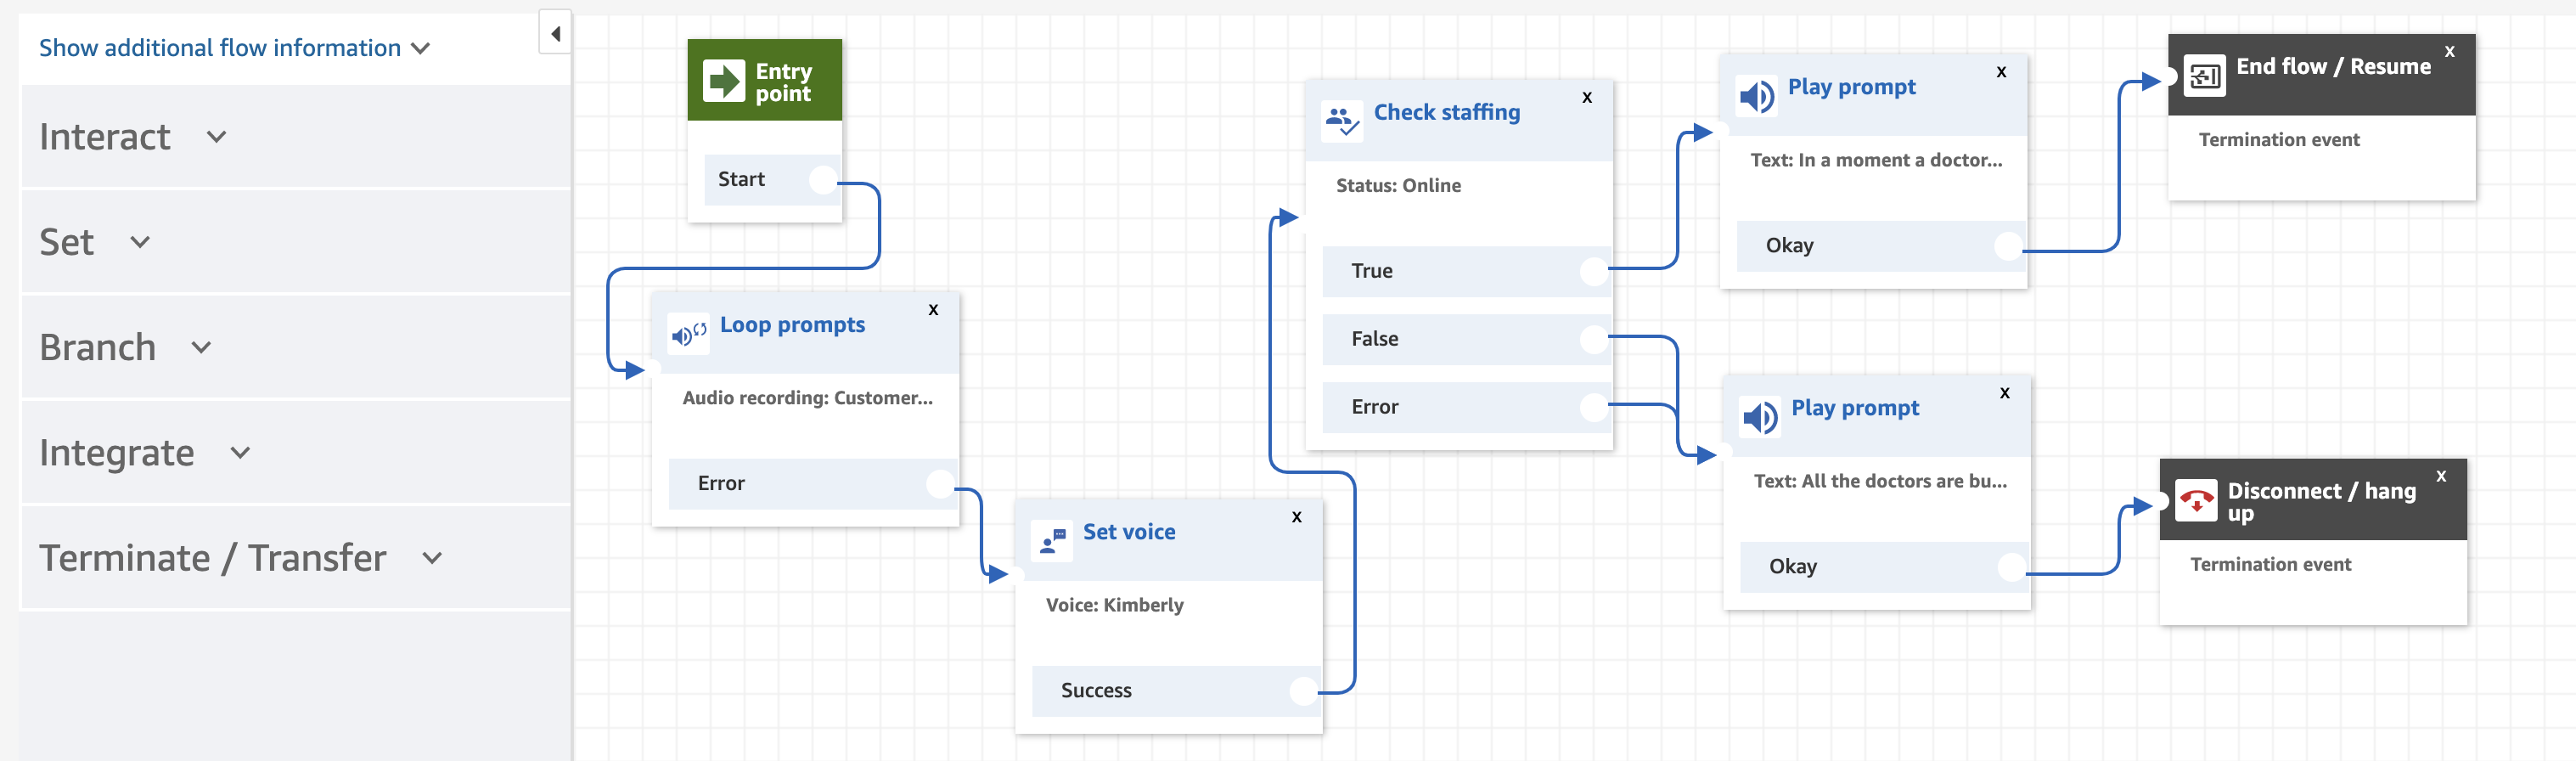 Show additional flow information
Interact
Set
Branch
Integrate
Terminate / Transfer
Entry
point
Start
Loop prompts
x
Audio recording: Customer...
Error
Set voice
x
Voice: Kimberly
Success
Check staffing
x
Status: Online
True
False
Error
Play prompt
x
Text: In a moment a doctor...
Okay
Play prompt
x
Text: All the doctors are bu...
Okay
End flow / Resume
x
Termination event
Disconnect / hang
up
x
Termination event